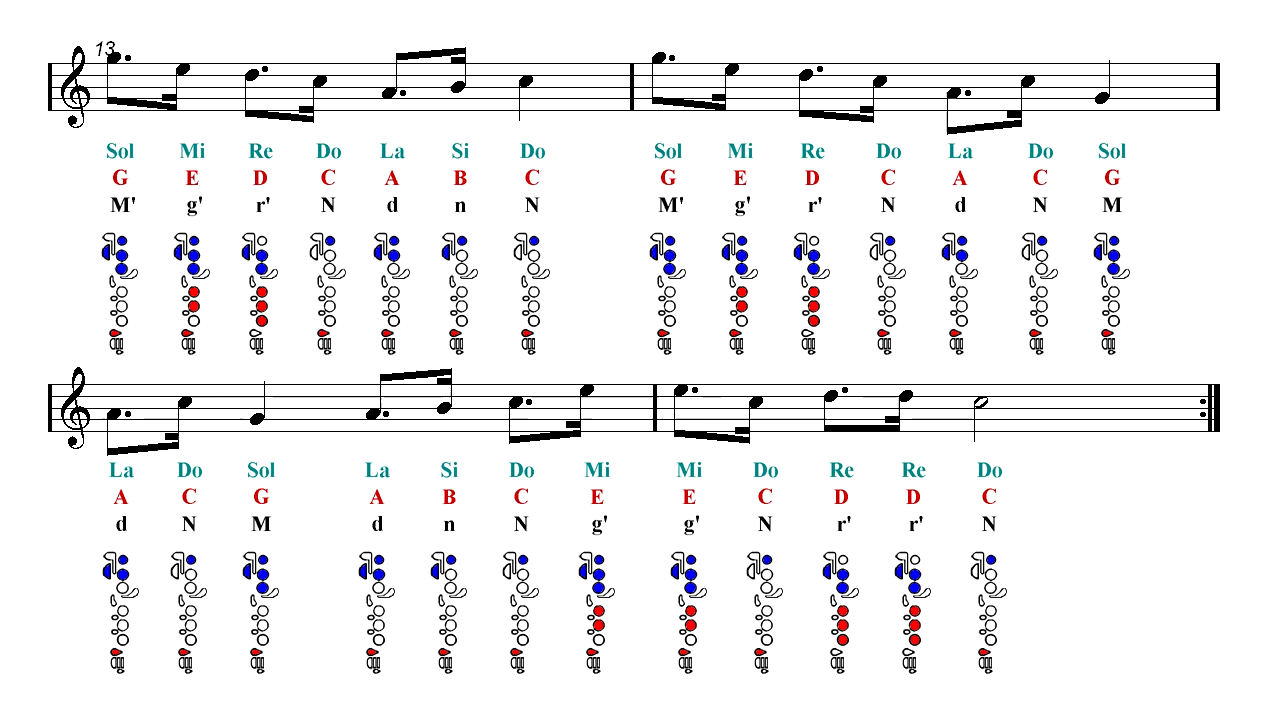 13
Sol Mi Re Do La Si Do Sol Mi Re Do La Do Sol
G E D C A B C G E D C A C G
M' g' r' N d n N M' g' r' N d N M
La Do Sol La Si Do Mi Mi Do Re Re Do
A C G A B C E E C D D C
d N M d n N g' g' N r' r' N